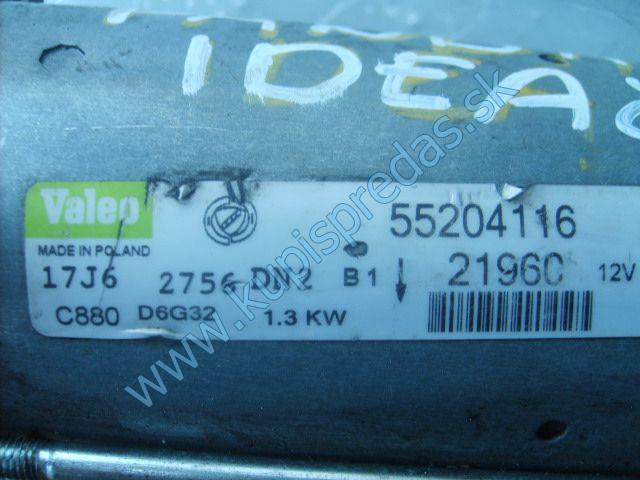 IDEA
Valeo
55204116
MADE IN POLAND
17J6 2756 DN2 B1 21960 12V
C880 D6G32 1.3 KW
www.kupispredas.sk